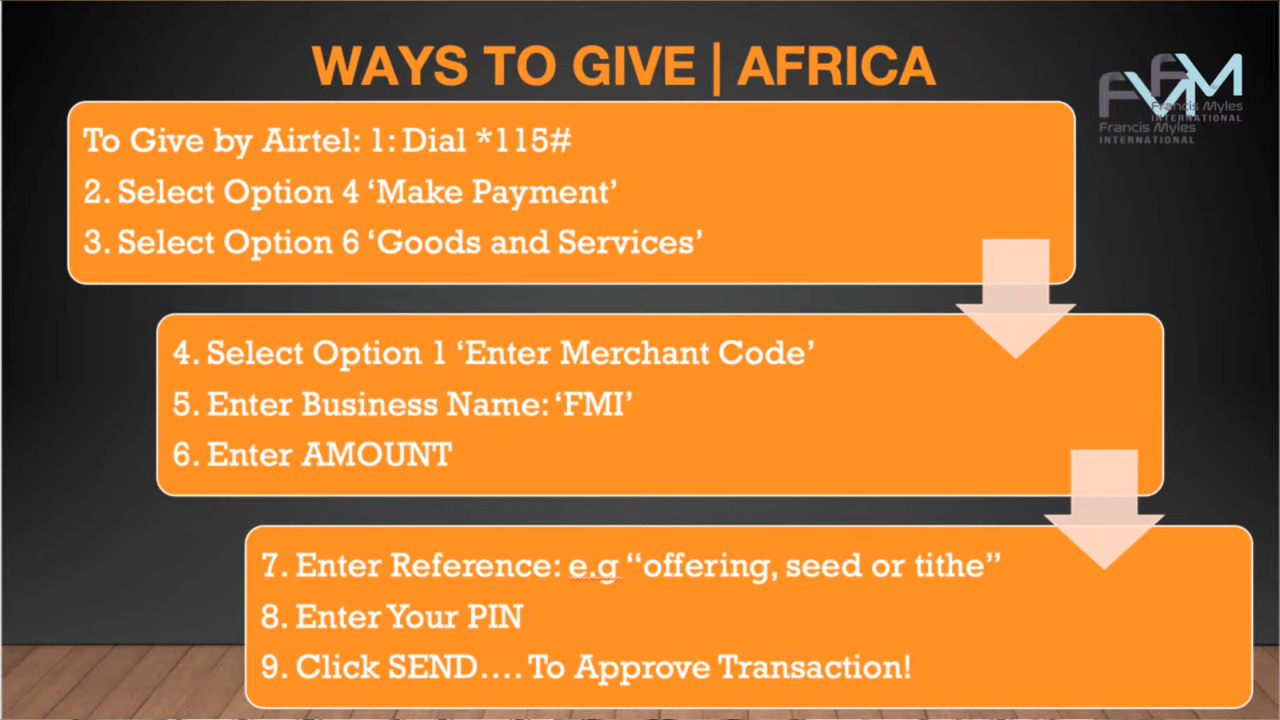 WAYS TO GIVE | AFRICA
FM
Francis Myles
INTERNATIONAL
FM
Francis Myles
INTERNATIONAL
To Give by Airtel: 1: Dial *115#
2. Select Option 4 ‘Make Payment’
3. Select Option 6 ‘Goods and Services’
4. Select Option 1 ‘Enter Merchant Code’
5. Enter Business Name: ‘FMI’
6. Enter AMOUNT
7. Enter Reference: e.g “offering, seed or tithe”
8. Enter Your PIN
9. Click SEND.... To Approve Transaction!